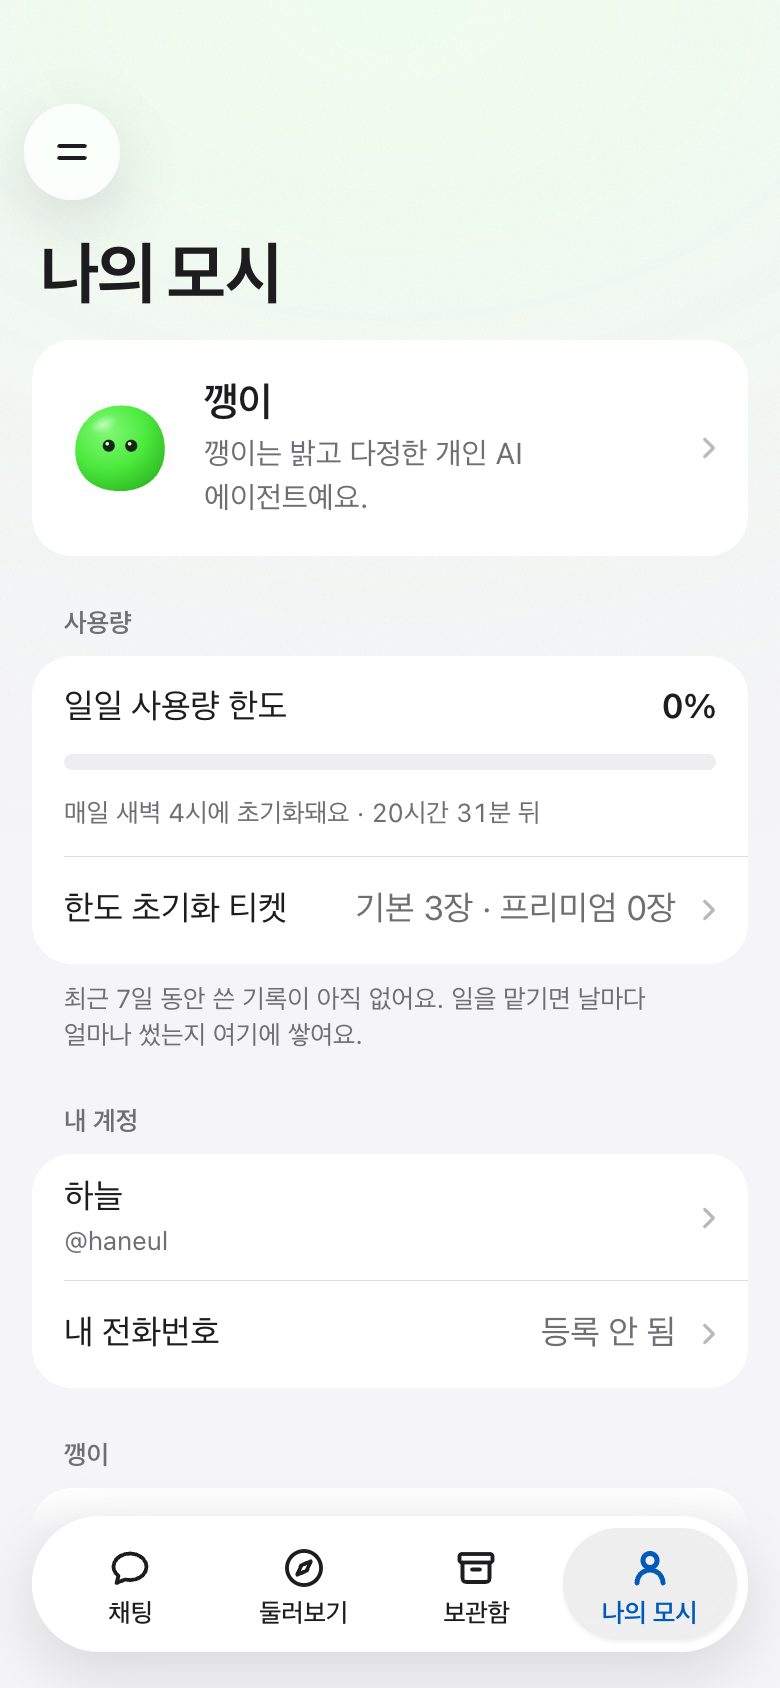 나의 모시
깽이
깽이는 밝고 다정한 개인 AI
에이전트예요.
사용량
일일 사용량 한도 0%
매일 새벽 4시에 초기화돼요 · 20시간 31분 뒤
한도 초기화 티켓 기본 3장 · 프리미엄 0장
최근 7일 동안 쓴 기록이 아직 없어요. 일을 맡기면 날마다
얼마나 썼는지 여기에 쌓여요.
내 계정
하늘
@haneul
내 전화번호 등록 안 됨
깽이
채팅 둘러보기 보관함 나의 모시